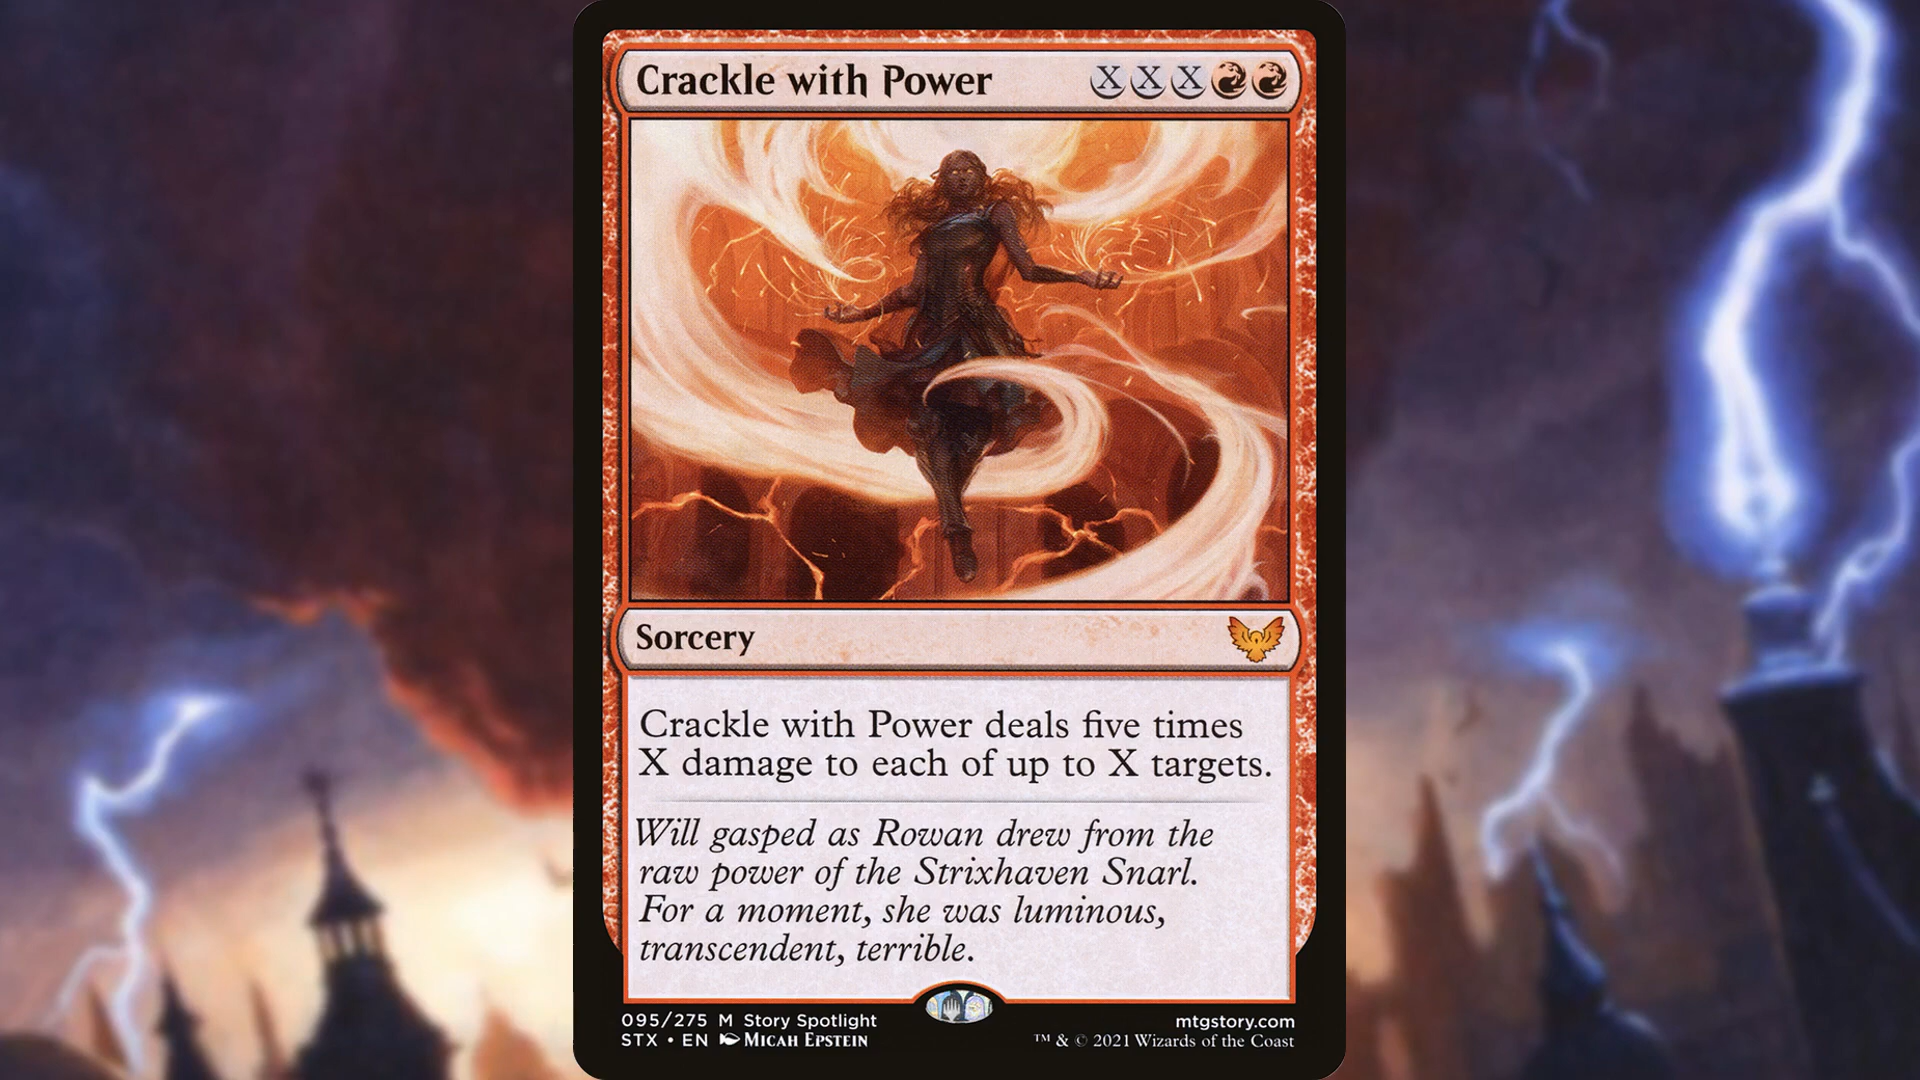 Crackle with Power XXX
Sorcery
Crackle with Power deals five times
X damage to each of up to X targets.
Will gasped as Rowan drew from the
raw power of the Strixhaven Snarl.
For a moment, she was luminous,
transcendent, terrible.
095/275 M Story Spotlight
STX • EN Micah Epstein
mtgstory.com
™ & © 2021 Wizards of the Coast